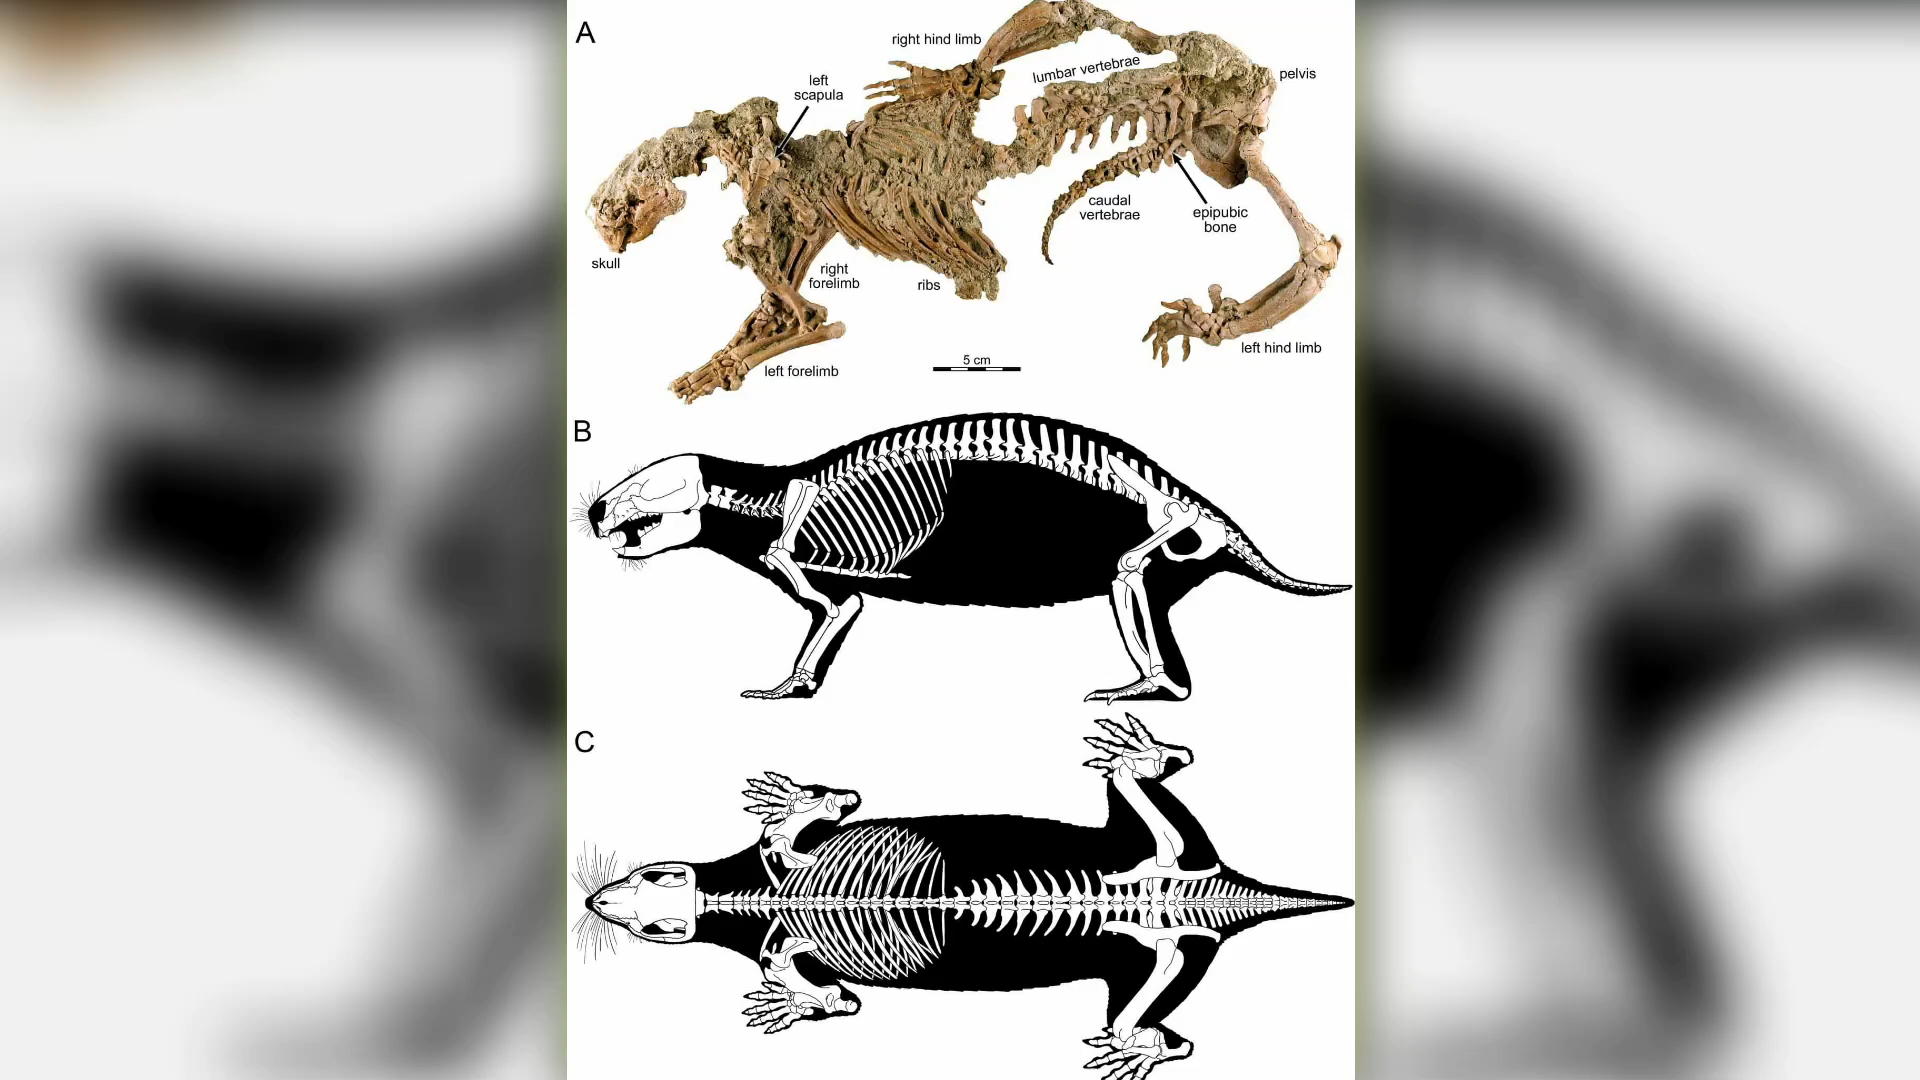 A
right hind limb
left
scapula
lumbar vertebrae
pelvis
caudal
vertebrae
epipubic
bone
skull
right
forelimb
ribs
left hind limb
5 cm
left forelimb
B
C